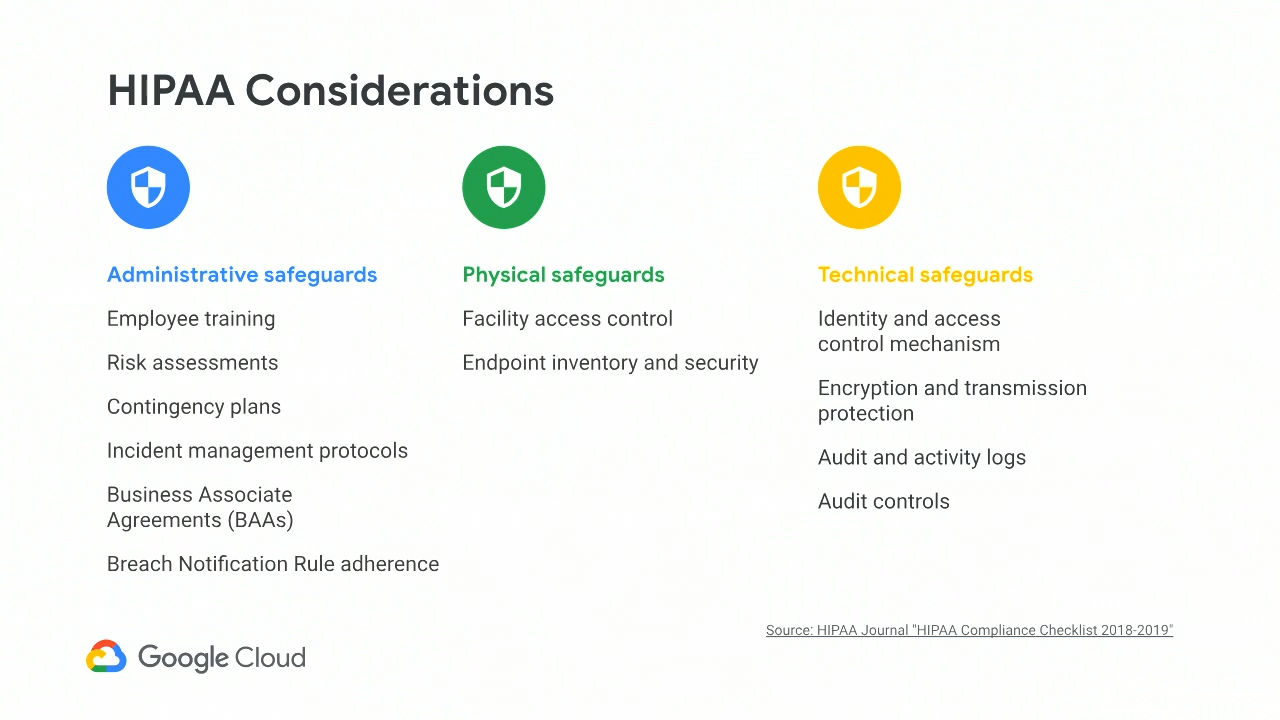 HIPAA Considerations
Administrative safeguards
Employee training
Risk assessments
Contingency plans
Incident management protocols
Business Associate
Agreements (BAAs)
Breach Notification Rule adherence
Physical safeguards
Facility access control
Endpoint inventory and security
Technical safeguards
Identity and access
control mechanism
Encryption and transmission
protection
Audit and activity logs
Audit controls
Source: HIPAA Journal "HIPAA Compliance Checklist 2018-2019"
Google Cloud